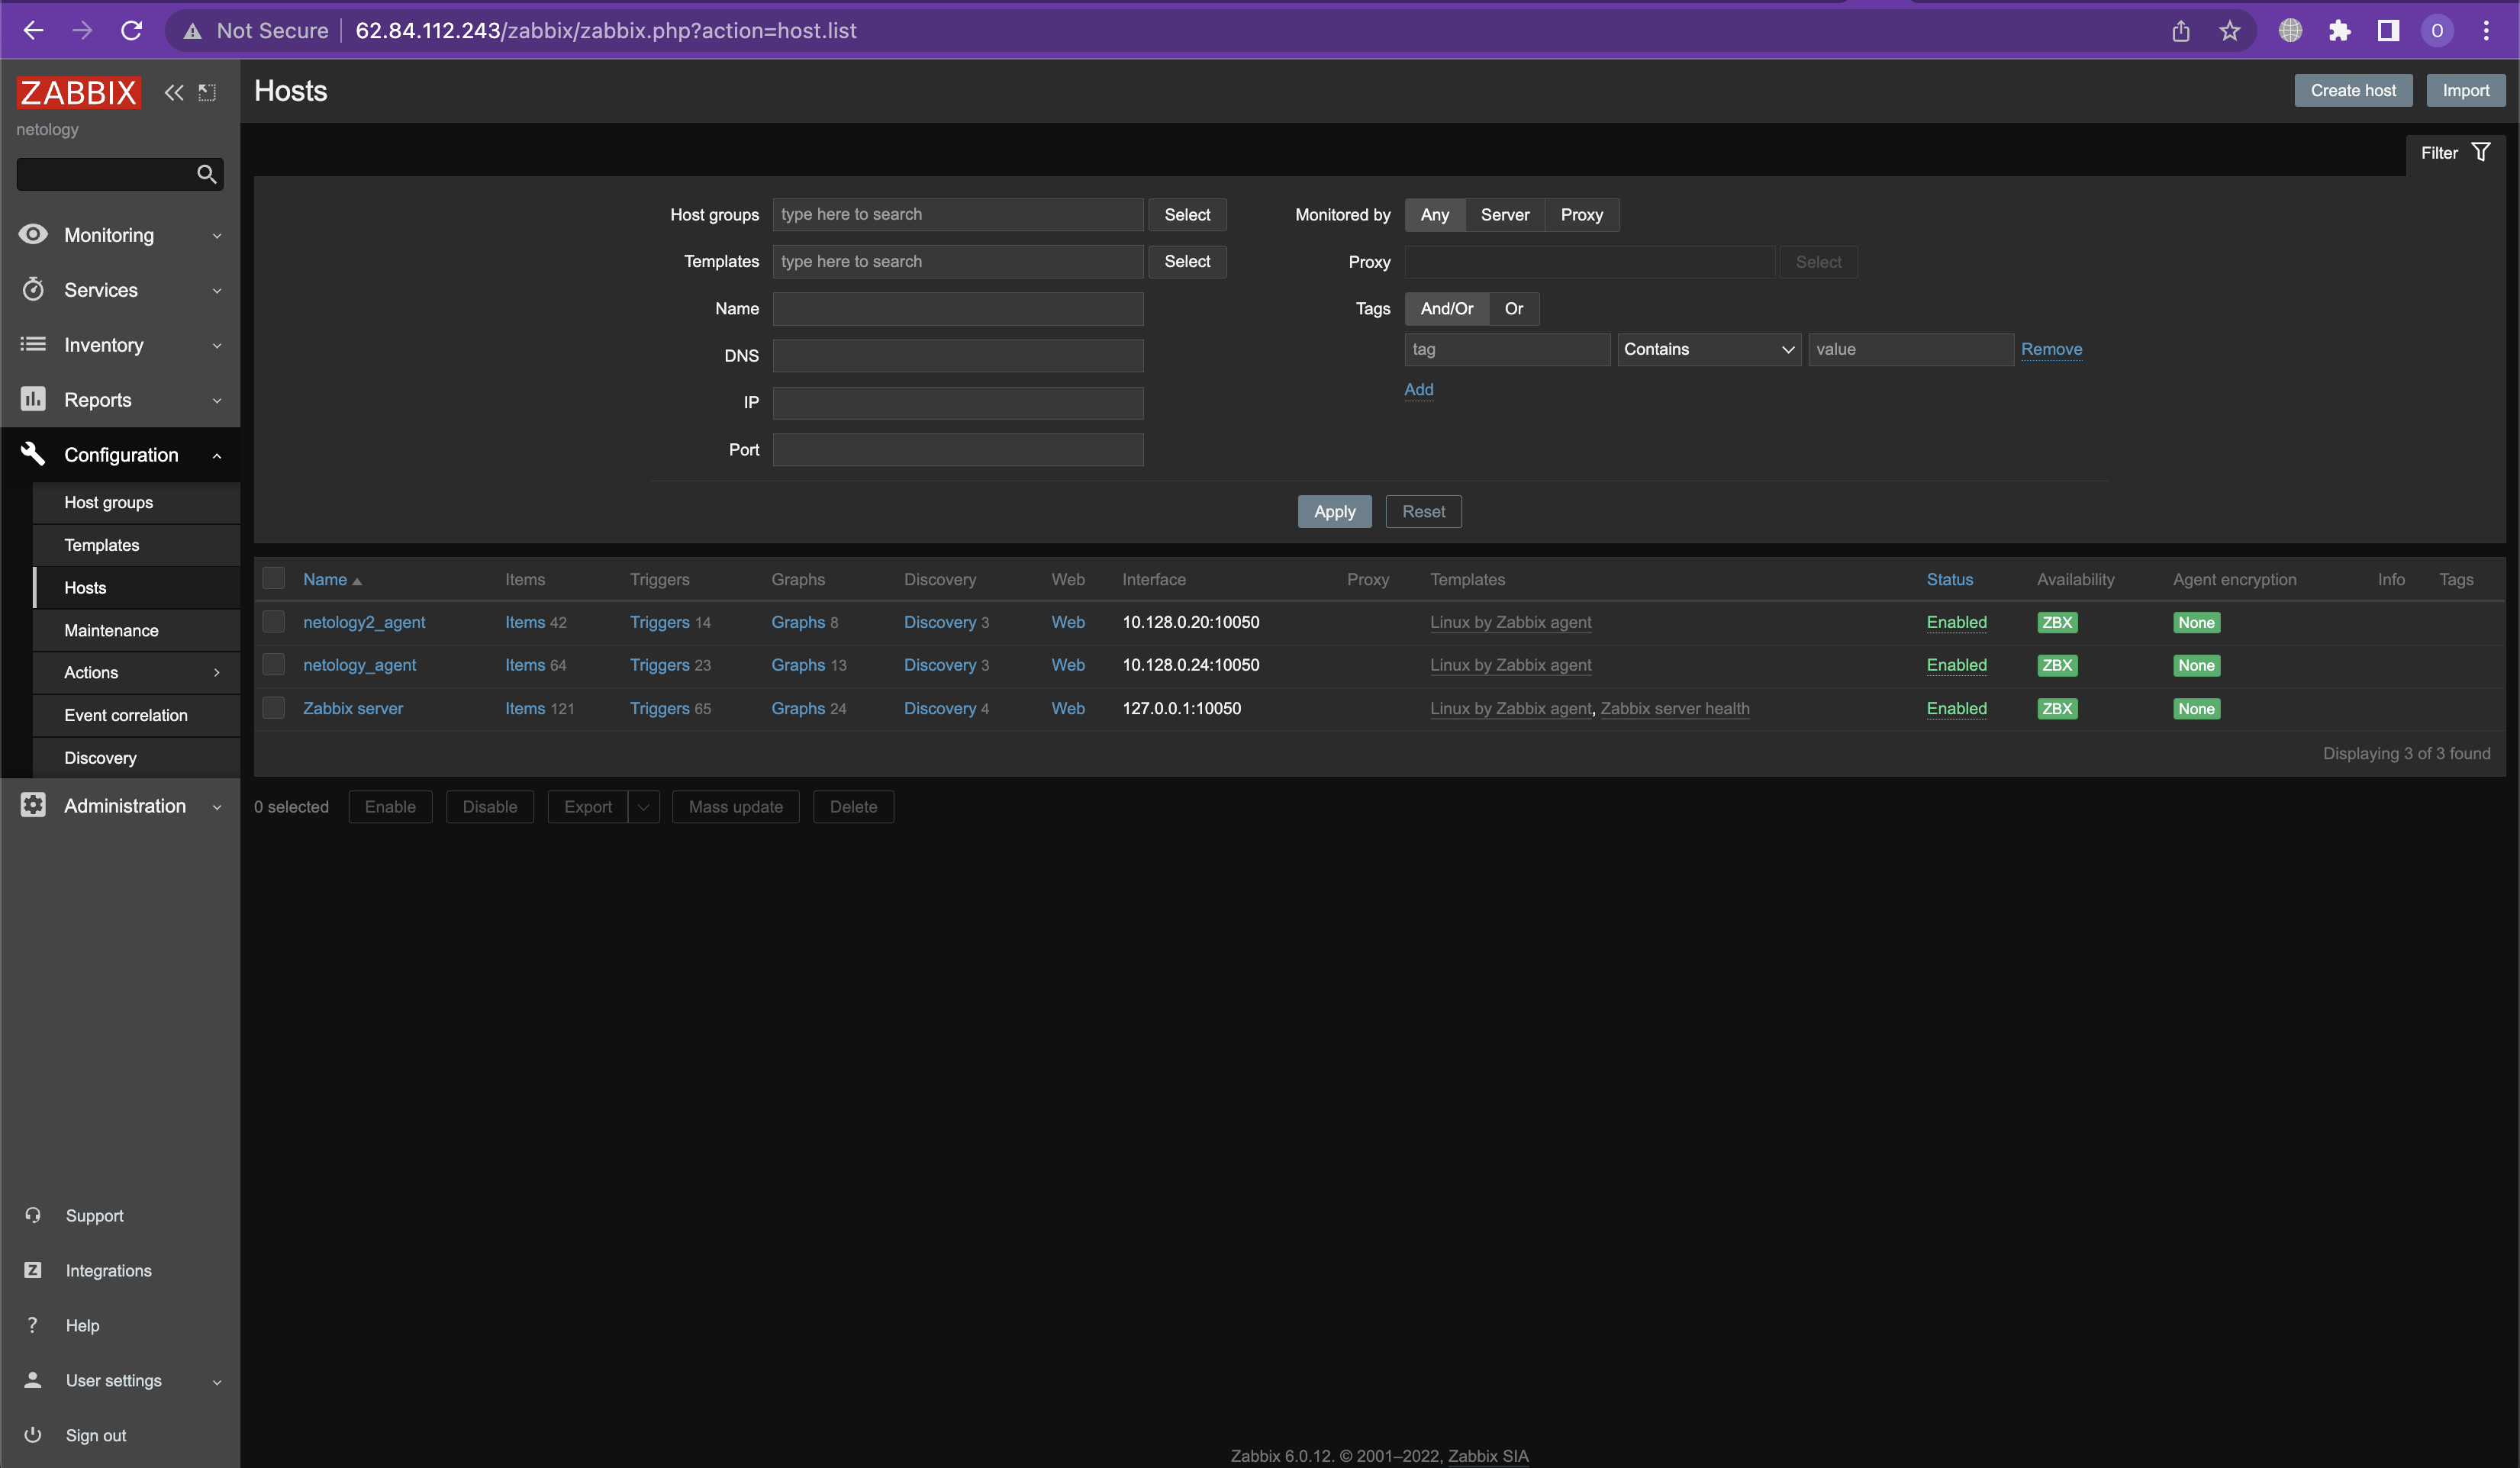 Not Secure 62.84.112.243/zabbix/zabbix.php?action=host.list O
ZABBIX
netology
Monitoring
Services
Inventory
Reports
Configuration
Host groups
Templates
Hosts
Maintenance
Actions
Event correlation
Discovery
Administration
Support
Integrations
Help
User settings
Sign out
Hosts Create host Import
Filter
Host groups type here to search Select
Templates type here to search Select
Name
DNS
IP
Port
Monitored by Any Server Proxy
Proxy Select
Tags And/Or Or
tag Contains value Remove
Add
Apply Reset
Name Items Triggers Graphs Discovery Web Interface Proxy Templates Status Availability Agent encryption Info Tags
netology2_agent Items 42 Triggers 14 Graphs 8 Discovery 3 Web 10.128.0.20:10050 Linux by Zabbix agent Enabled ZBX None
netology_agent Items 64 Triggers 23 Graphs 13 Discovery 3 Web 10.128.0.24:10050 Linux by Zabbix agent Enabled ZBX None
Zabbix server Items 121 Triggers 65 Graphs 24 Discovery 4 Web 127.0.0.1:10050 Linux by Zabbix agent, Zabbix server health Enabled ZBX None
Displaying 3 of 3 found
0 selected Enable Disable Export Mass update Delete
Zabbix 6.0.12. © 2001–2022, Zabbix SIA